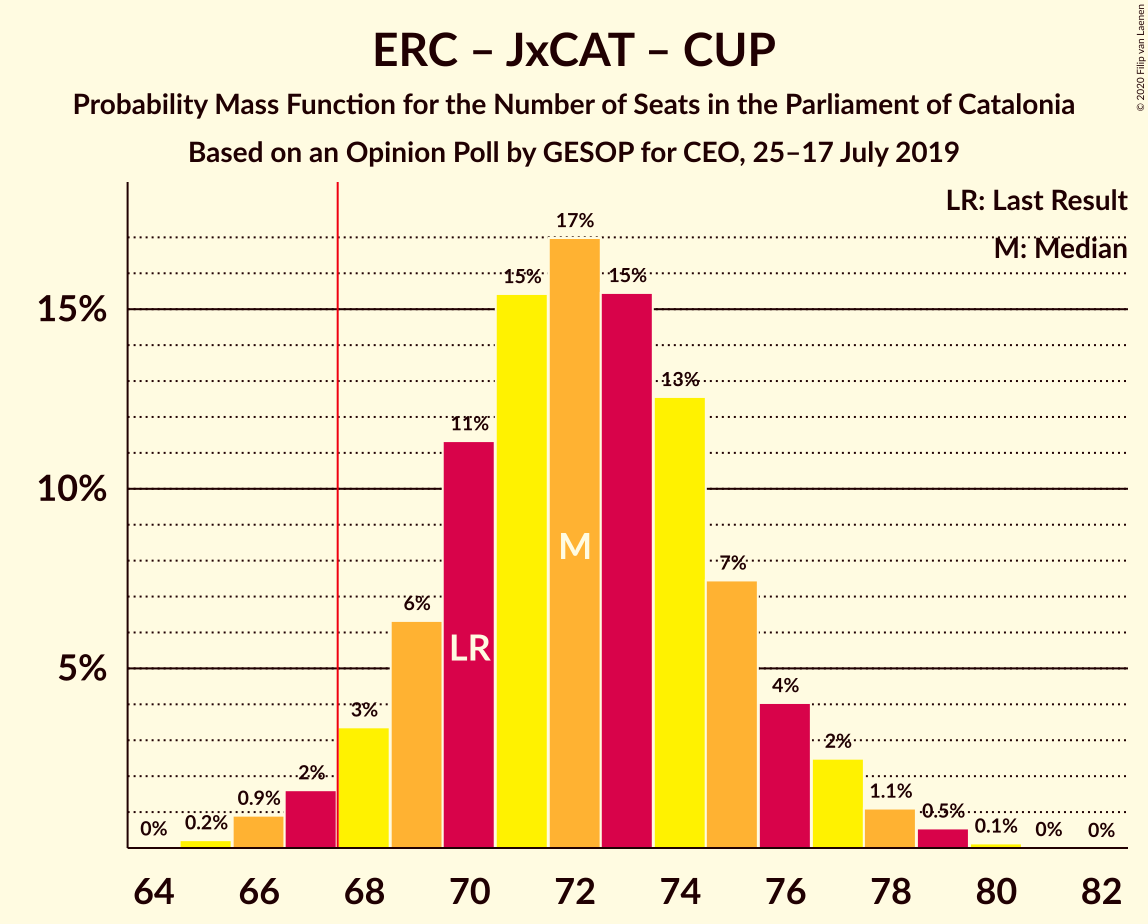 ERC – JxCAT – CUP
Probability Mass Function for the Number of Seats in the Parliament of Catalonia
Based on an Opinion Poll by GESOP for CEO, 25–17 July 2019
© 2020 Filip van Laenen
LR: Last Result
M: Median
17%
15%
15%
15%
13%
11%
10%
M
7%
6%
LR
5%
4%
3%
2%
2%
1.1%
0.9%
0.5%
0.2%
0.1%
0%
0%
0%
64 66 68 70 72 74 76 78 80 82